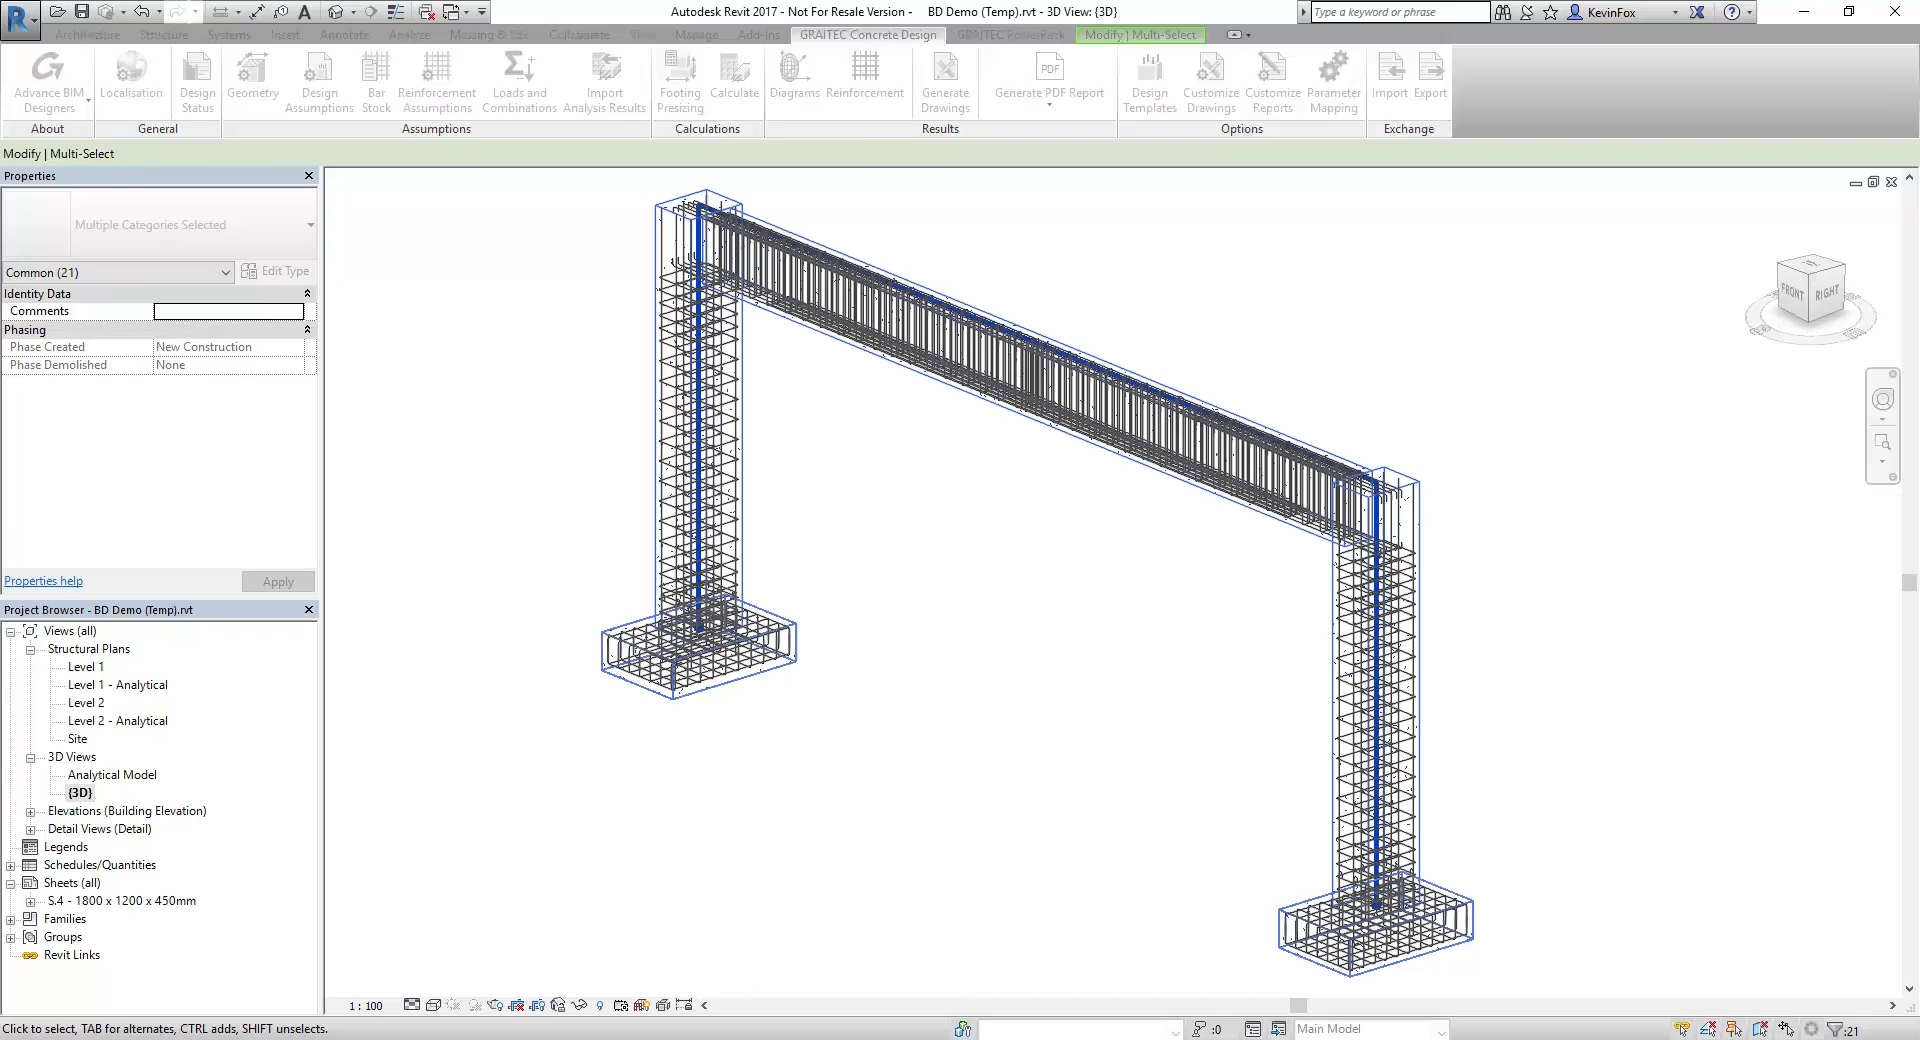 Autodesk Revit 2017 - Not For Resale Version - BD Demo (Temp).rvt - 3D View: {3D}
Type a keyword or phrase
KevinFox
Architecture Structure Systems Insert Annotate Analyze Massing & Site Collaborate View Manage Add-Ins GRAITEC Concrete Design GRAITEC PowerPack Modify | Multi-Select
Advance BIM Designers
Localisation
Design Status
Geometry
Design Assumptions
Bar Stock
Reinforcement Assumptions
Loads and Combinations
Import Analysis Results
Footing Presizing
Calculate
Diagrams
Reinforcement
Generate Drawings
PDF
Generate PDF Report
Design Templates
Customize Drawings
Customize Reports
Parameter Mapping
Import
Export
About General Assumptions Calculations Results Options Exchange
Modify | Multi-Select
Properties
Multiple Categories Selected
Common (21)
Edit Type
Identity Data
Comments
Phasing
Phase Created New Construction
Phase Demolished None
Properties help
Apply
FRONT RIGHT
Project Browser - BD Demo (Temp).rvt
Views (all)
Structural Plans
Level 1
Level 1 - Analytical
Level 2
Level 2 - Analytical
Site
3D Views
Analytical Model
{3D}
Elevations (Building Elevation)
Detail Views (Detail)
Legends
Schedules/Quantities
Sheets (all)
S.4 - 1800 x 1200 x 450mm
Families
Groups
Revit Links
1 : 100
Click to select, TAB for alternates, CTRL adds, SHIFT unselects.
:0
Main Model
:21